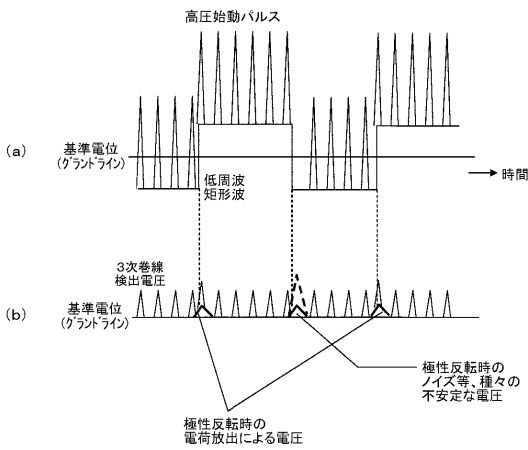 高圧始動パルス
(a)
基準電位
(グランドライン)
時間
低周波
矩形波
3次巻線
検出電圧
(b)
基準電位
(グランドライン)
極性反転時の
ノイズ等、種々の
不安定な電圧
極性反転時の
電荷放出による電圧